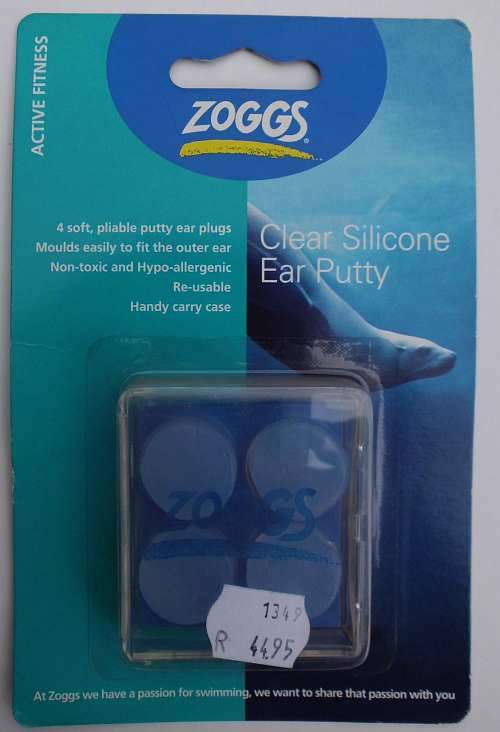 ACTIVE FITNESS
ZOGGS®
4 soft, pliable putty ear plugs
Moulds easily to fit the outer ear
Non-toxic and Hypo-allergenic
Re-usable
Handy carry case
Clear Silicone
Ear Putty
ZOGGS
1349
R 44.95
At Zoggs we have a passion for swimming, we want to share that passion with you